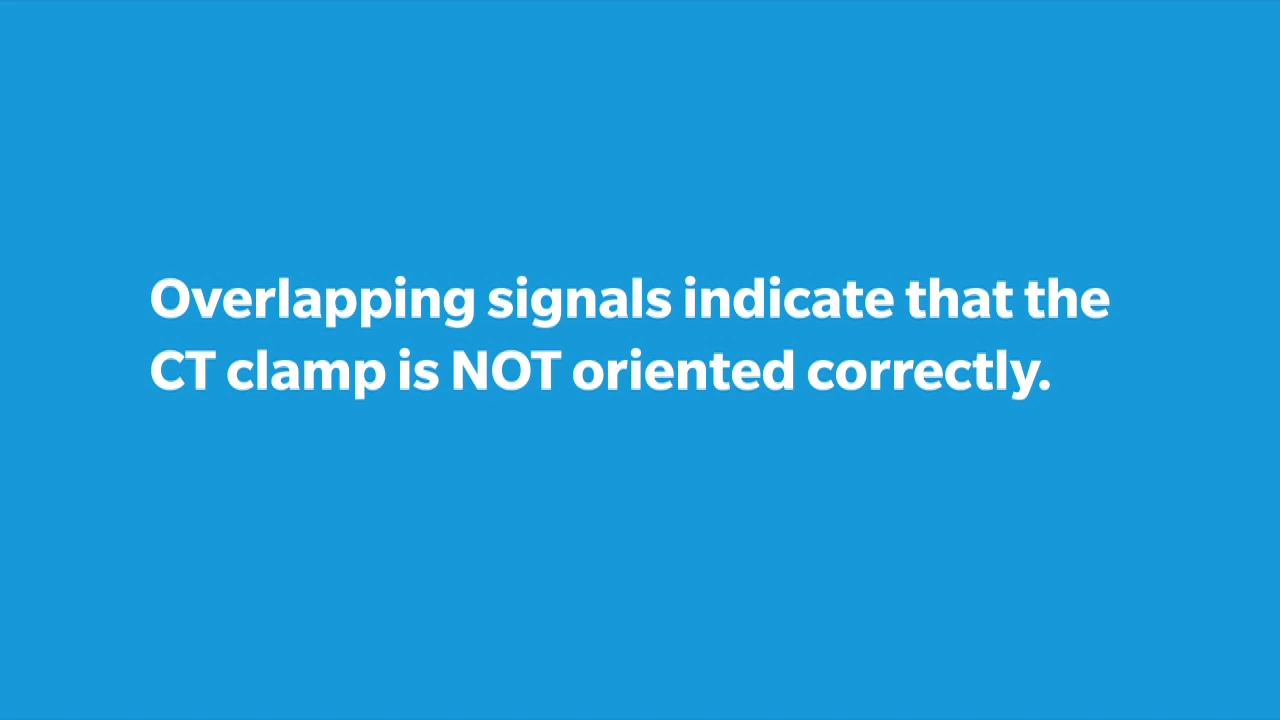 Overlapping signals indicate that the
CT clamp is NOT oriented correctly.